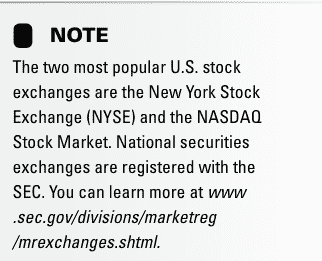 NOTE
The two most popular U.S. stock
exchanges are the New York Stock
Exchange (NYSE) and the NASDAQ
Stock Market. National securities
exchanges are registered with the
SEC. You can learn more at www
.sec.gov/divisions/marketreg
/mrexchanges.shtml.